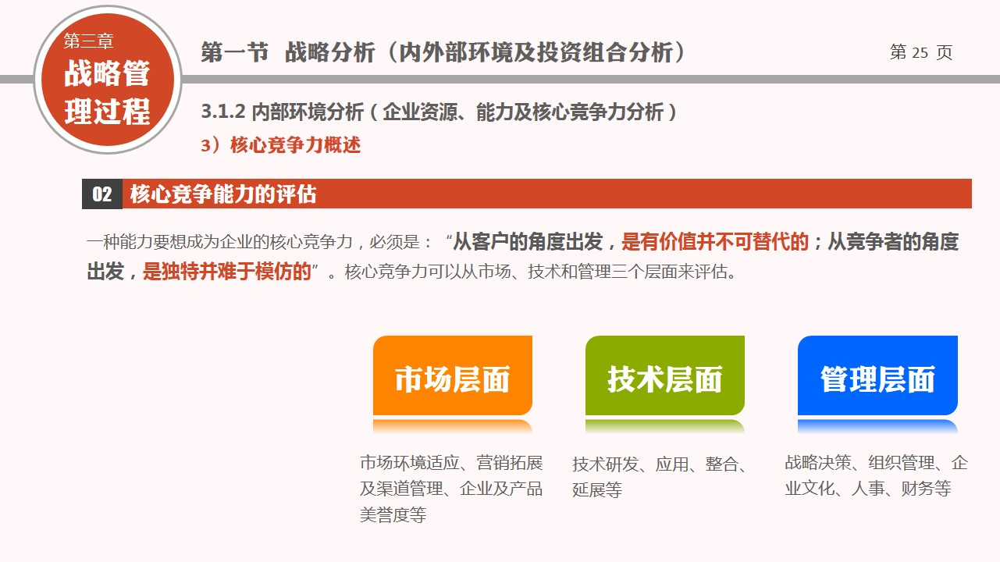 第三章
战略管
理过程
第一节 战略分析（内外部环境及投资组合分析）
第 25 页
3.1.2 内部环境分析（企业资源、能力及核心竞争力分析）
3）核心竞争力概述
02 核心竞争能力的评估
一种能力要想成为企业的核心竞争力，必须是：“从客户的角度出发，是有价值并不可替代的；从竞争者的角度
出发，是独特并难于模仿的”。核心竞争力可以从市场、技术和管理三个层面来评估。
市场层面
技术层面
管理层面
市场环境适应、营销拓展
及渠道管理、企业及产品
美誉度等
技术研发、应用、整合、
延展等
战略决策、组织管理、企
业文化、人事、财务等